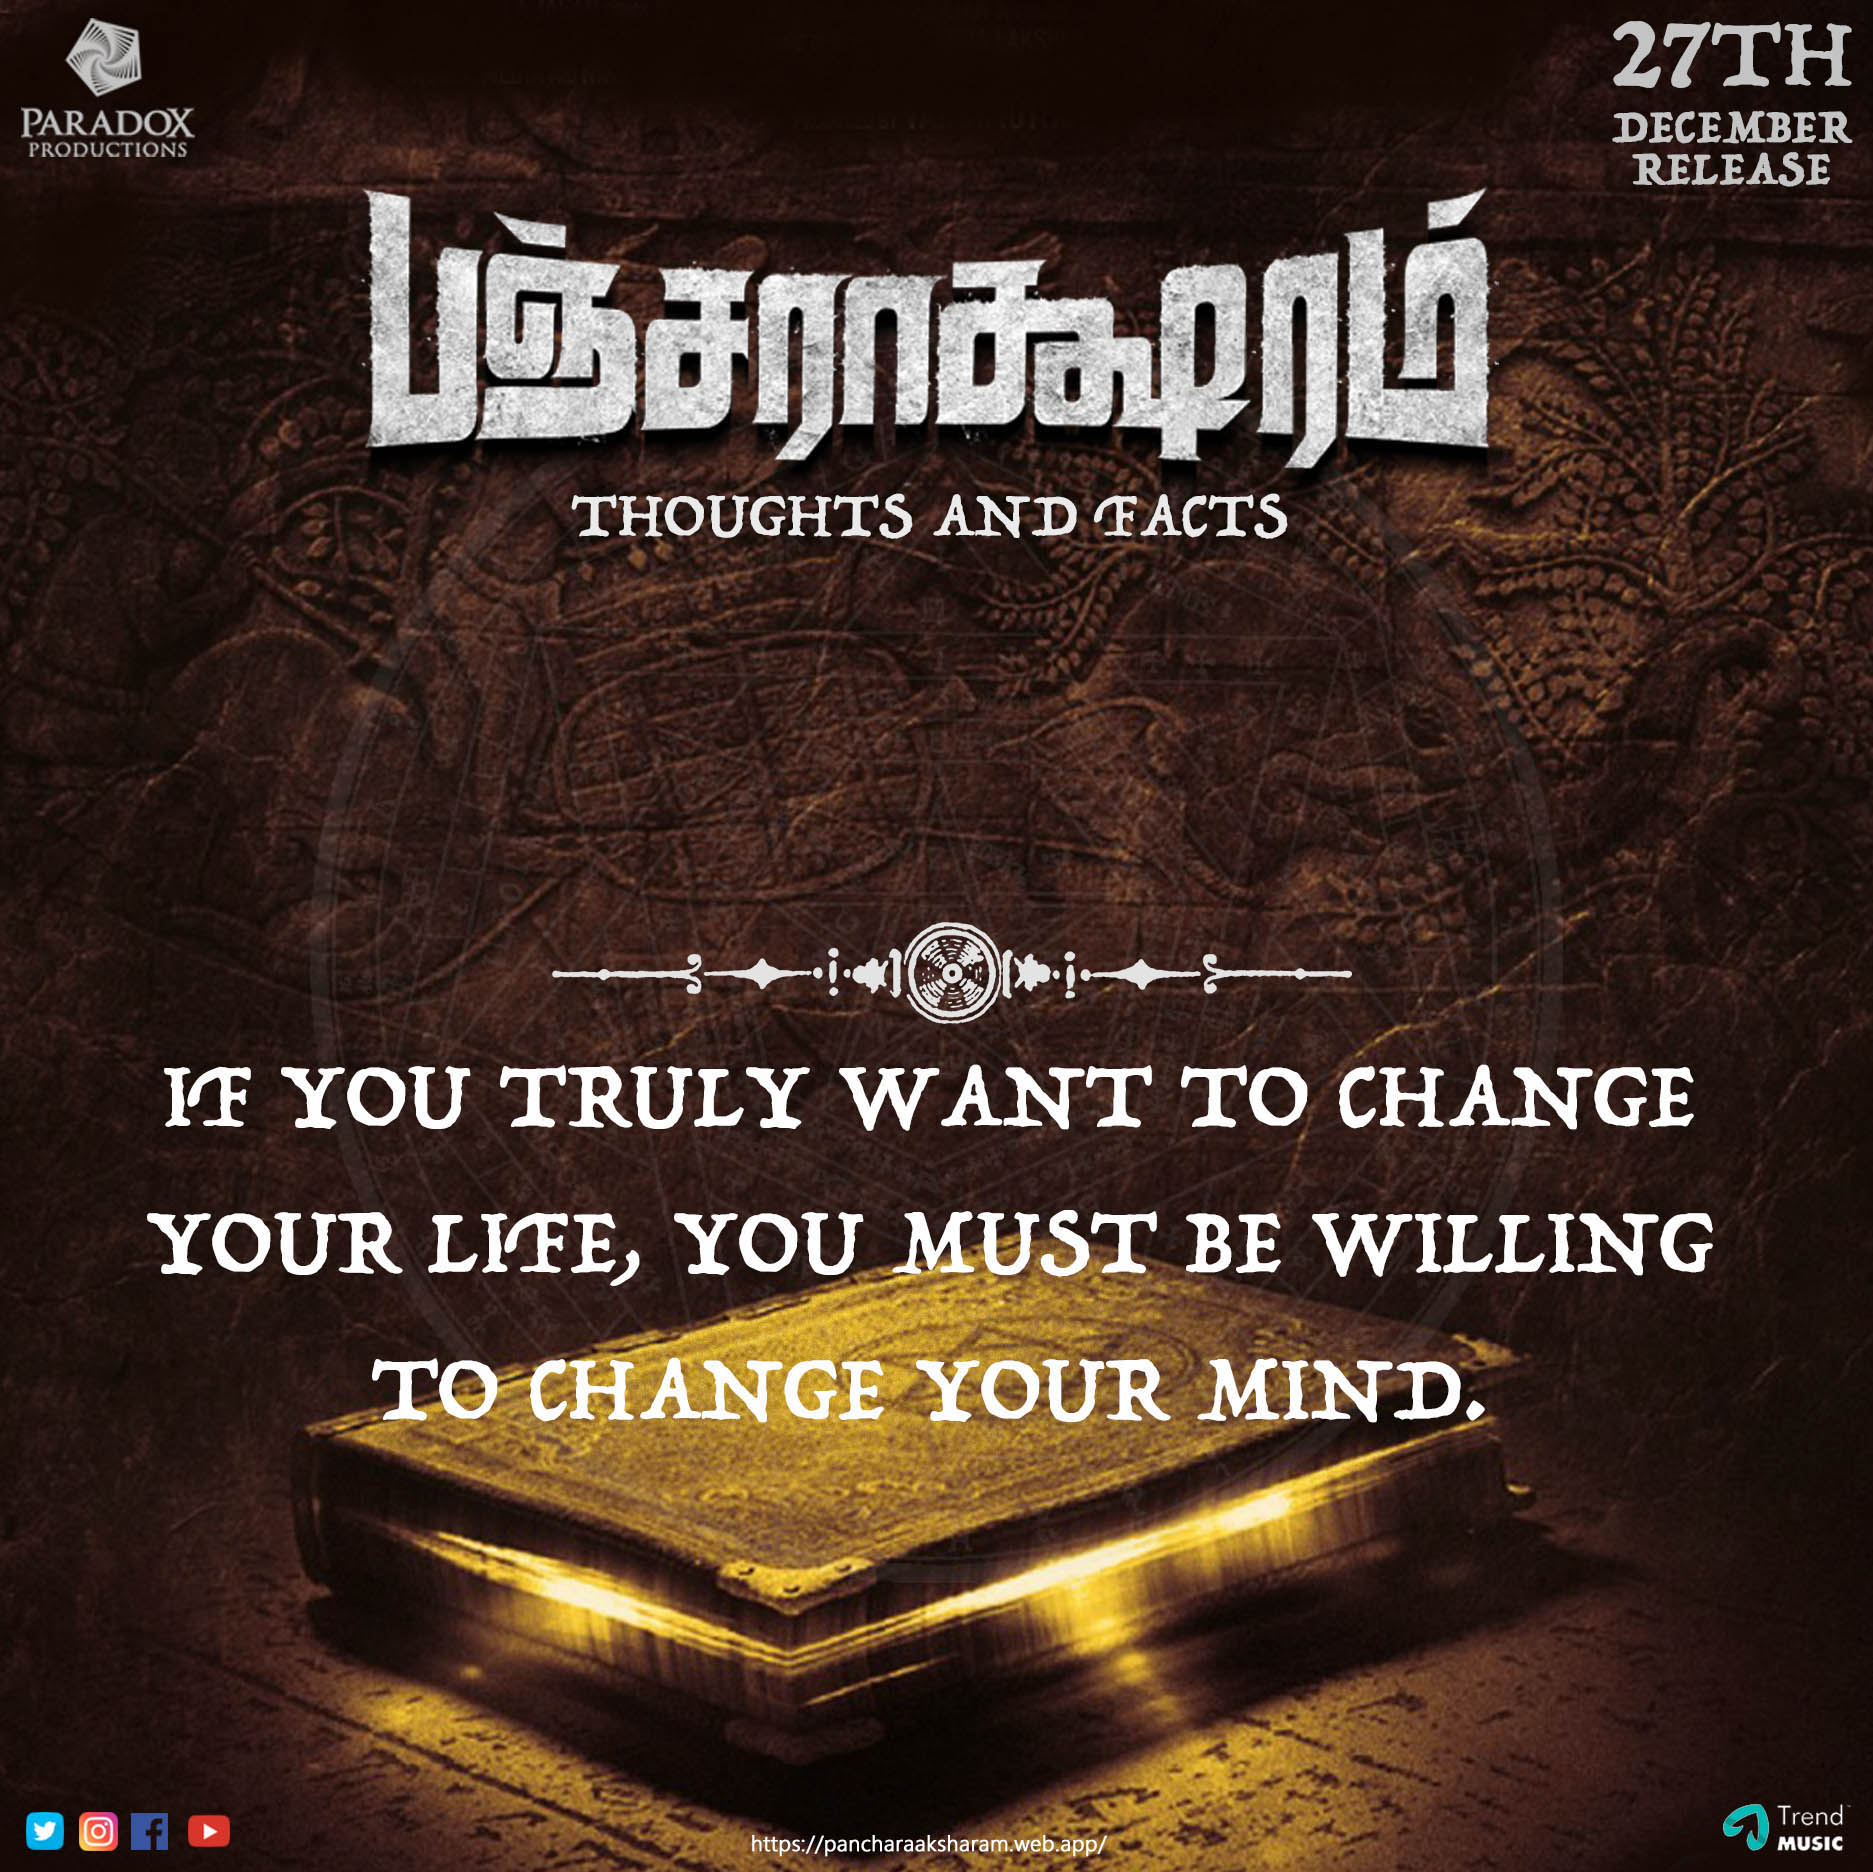 PARADOX
PRODUCTIONS
27TH
DECEMBER
RELEASE
பஞ்சராக்ஷரம்
THOUGHTS AND FACTS
IF YOU TRULY WANT TO CHANGE
YOUR LIFE, YOU MUST BE WILLING
TO CHANGE YOUR MIND.
https://pancharaaksharam.web.app/
Trend
MUSIC